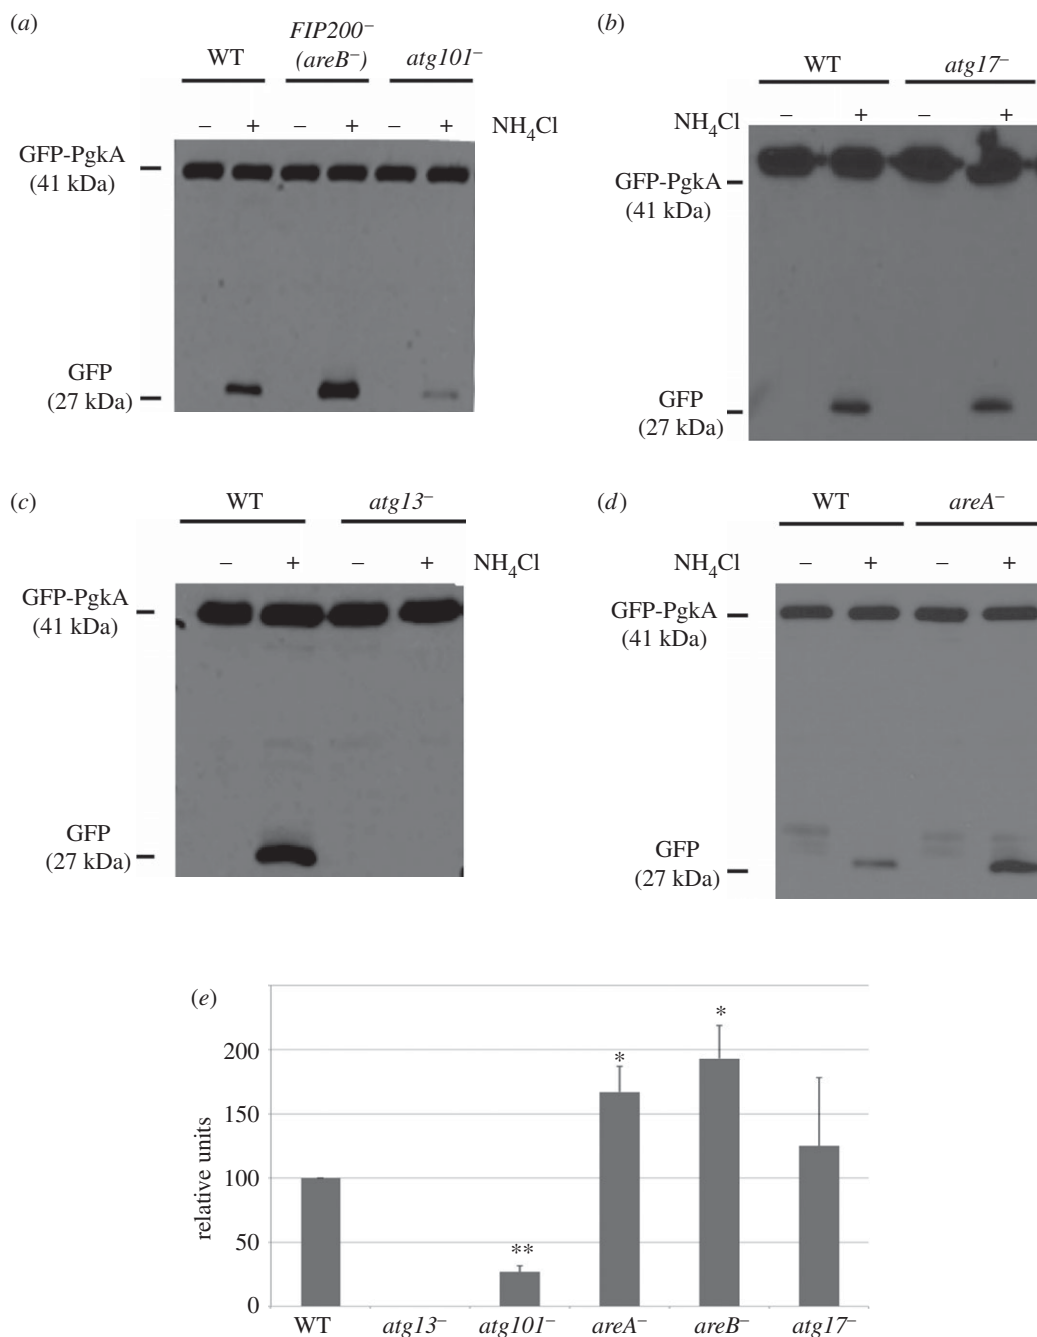 (a)
WT
FIP200⁻
(areB⁻)
atg101⁻
– + – + – + NH₄Cl
GFP-PgkA
(41 kDa)
GFP
(27 kDa)
(b)
WT atg17⁻
NH₄Cl – + – +
GFP-PgkA
(41 kDa)
GFP
(27 kDa)
(c)
WT atg13⁻
– + – + NH₄Cl
GFP-PgkA
(41 kDa)
GFP
(27 kDa)
(d)
WT areA⁻
NH₄Cl – + – +
GFP-PgkA
(41 kDa)
GFP
(27 kDa)
(e)
relative units
200
150
100
50
0
**
*
*
WT atg13⁻ atg101⁻ areA⁻ areB⁻ atg17⁻